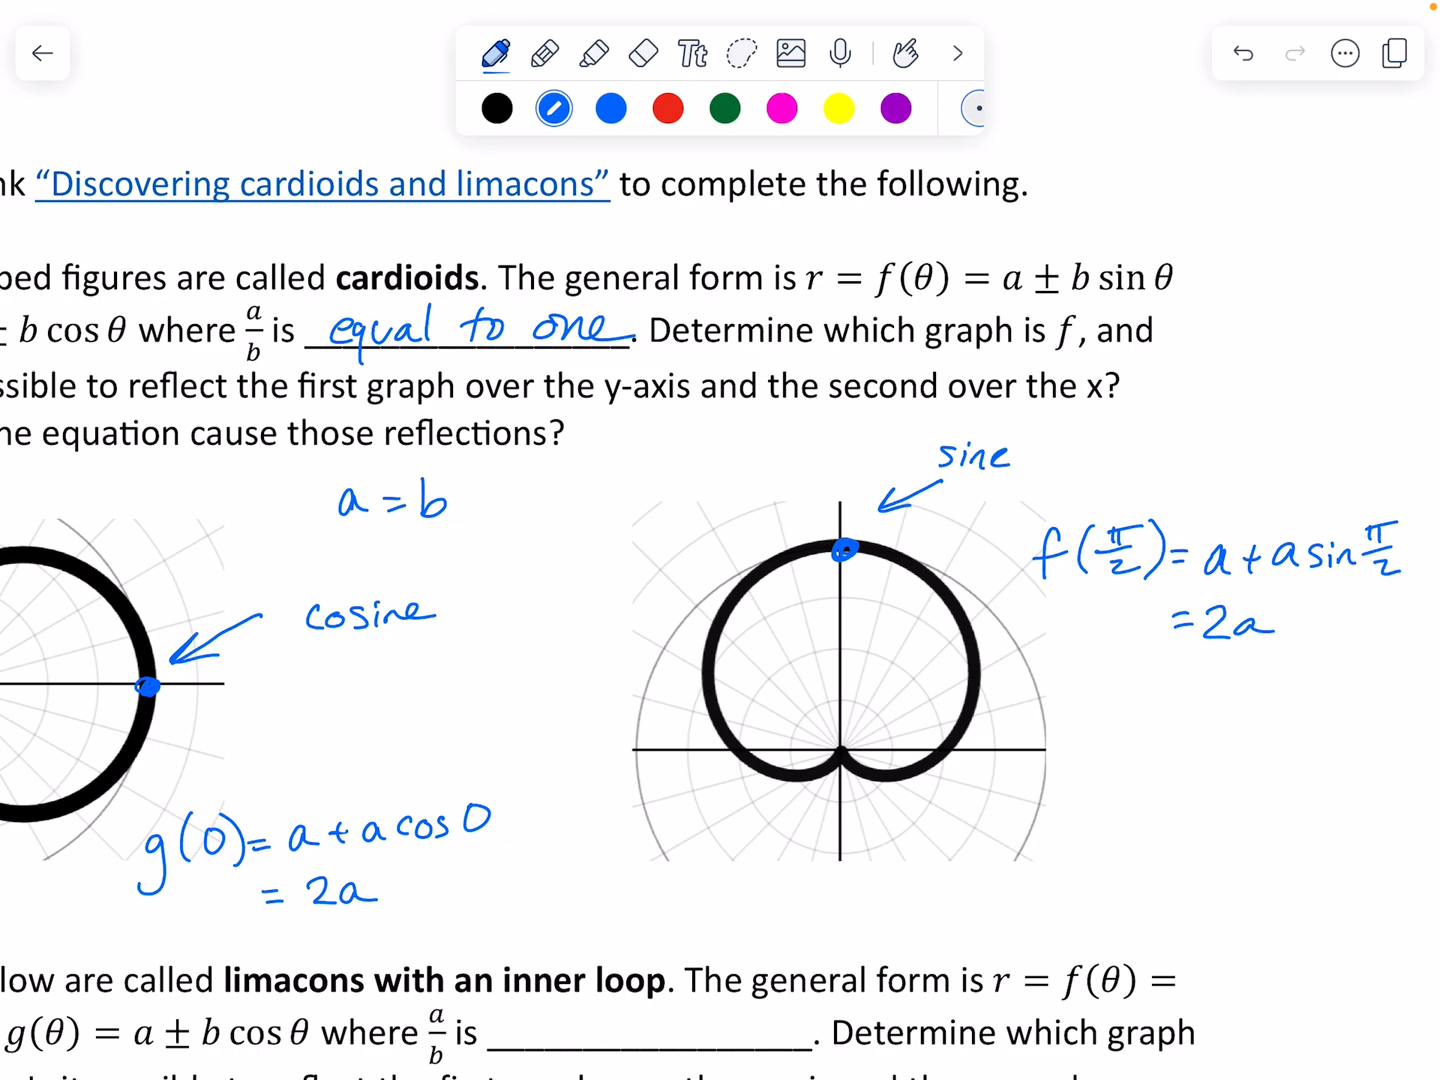 Tt
nk “Discovering cardioids and limacons” to complete the following.
ped figures are called cardioids. The general form is r = f(θ) = a ± b sin θ
± b cos θ where a/b is equal to one. Determine which graph is f, and
ssible to reflect the first graph over the y-axis and the second over the x?
he equation cause those reflections?
sine
a = b
f(π/2) = a + a sin π/2
= 2a
cosine
g(0) = a + a cos 0
= 2a
low are called limacons with an inner loop. The general form is r = f(θ) =
g(θ) = a ± b cos θ where a/b is ________________. Determine which graph